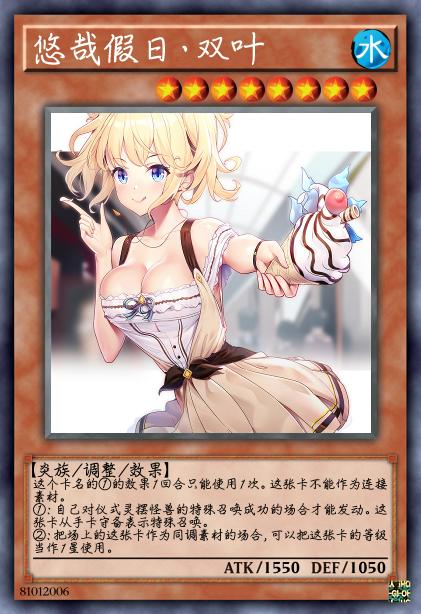 悠哉假日·双叶
水
【炎族/调整/效果】
这个卡名的①的效果1回合只能使用1次。这张卡不能作为连接
素材。
①:自己对仪式灵摆怪兽的特殊召唤成功的场合才能发动。这
张卡从手卡守备表示特殊召唤。
②:把场上的这张卡作为同调素材的场合,可以把这张卡的等级
当作1星使用。
ATK/1550 DEF/1050
81012006